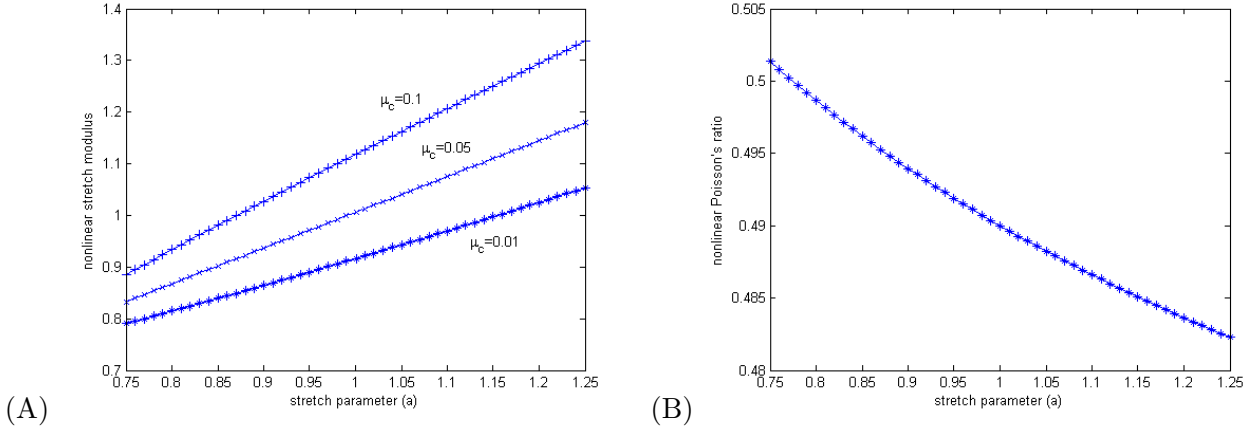 1.4
1.3
1.2
1.1
1
0.9
0.8
0.7
nonlinear stretch modulus
μc=0.1
μc=0.05
μc=0.01
0.75 0.8 0.85 0.9 0.95 1 1.05 1.1 1.15 1.2 1.25
stretch parameter (a)
(A)
0.505
0.5
0.495
0.49
0.485
0.48
nonlinear Poisson's ratio
0.75 0.8 0.85 0.9 0.95 1 1.05 1.1 1.15 1.2 1.25
stretch parameter (a)
(B)